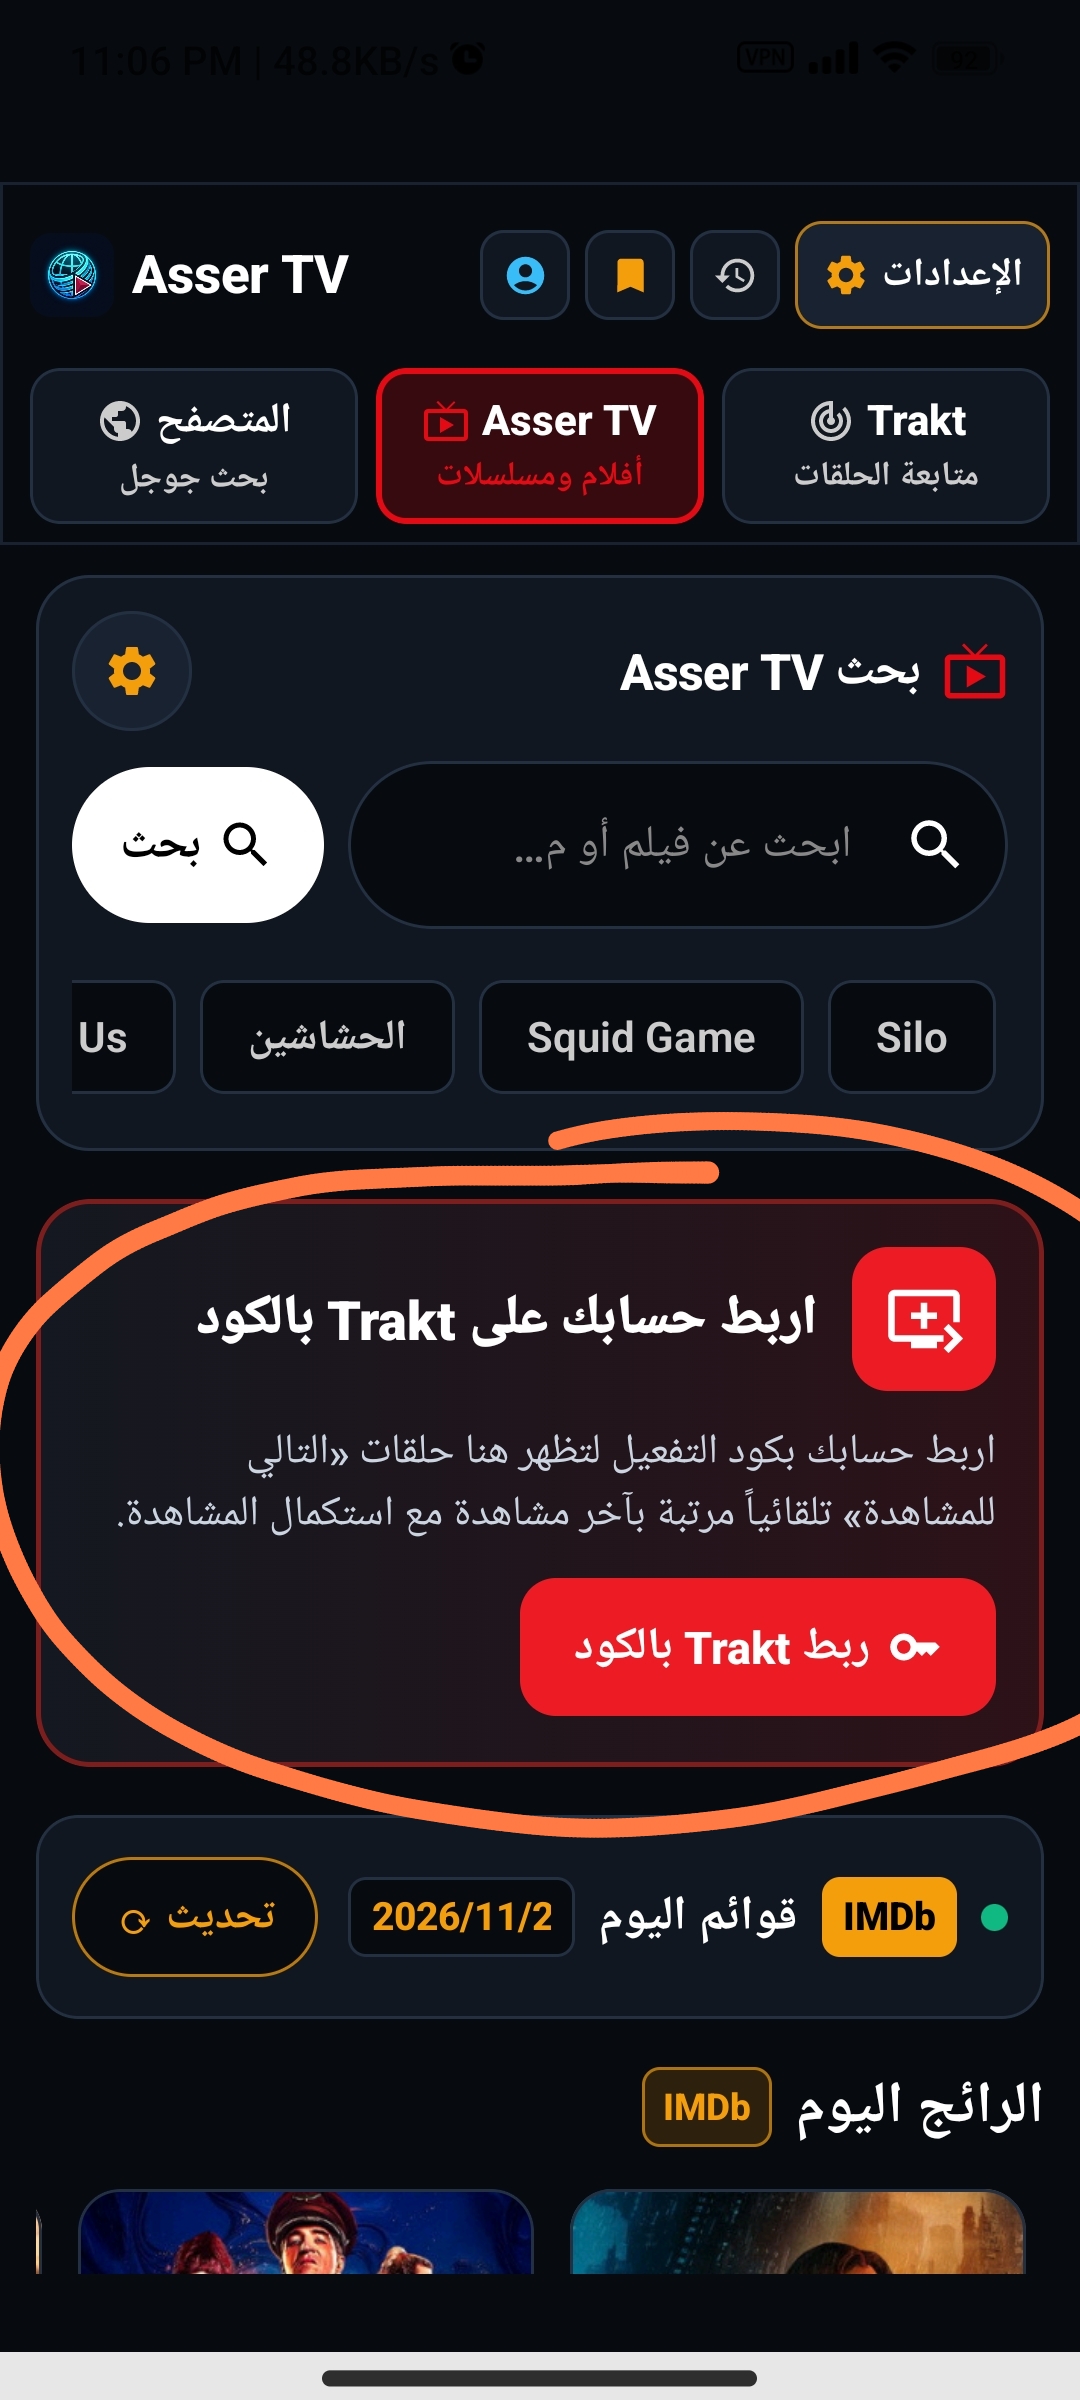 11:06 PM | 48.8KB/s
VPN
92
Asser TV
الإعدادات
Trakt
متابعة الحلقات
Asser TV
أفلام ومسلسلات
المتصفح
بحث جوجل
بحث Asser TV
ابحث عن فيلم أو م...
بحث
Silo
Squid Game
الحشاشين
Us
اربط حسابك على Trakt بالكود
اربط حسابك بكود التفعيل لتظهر هنا حلقات «التالي
للمشاهدة» تلقائياً مرتبة بآخر مشاهدة مع استكمال المشاهدة.
ربط Trakt بالكود
IMDb
قوائم اليوم
2026/11/2
تحديث
الرائج اليوم
IMDb